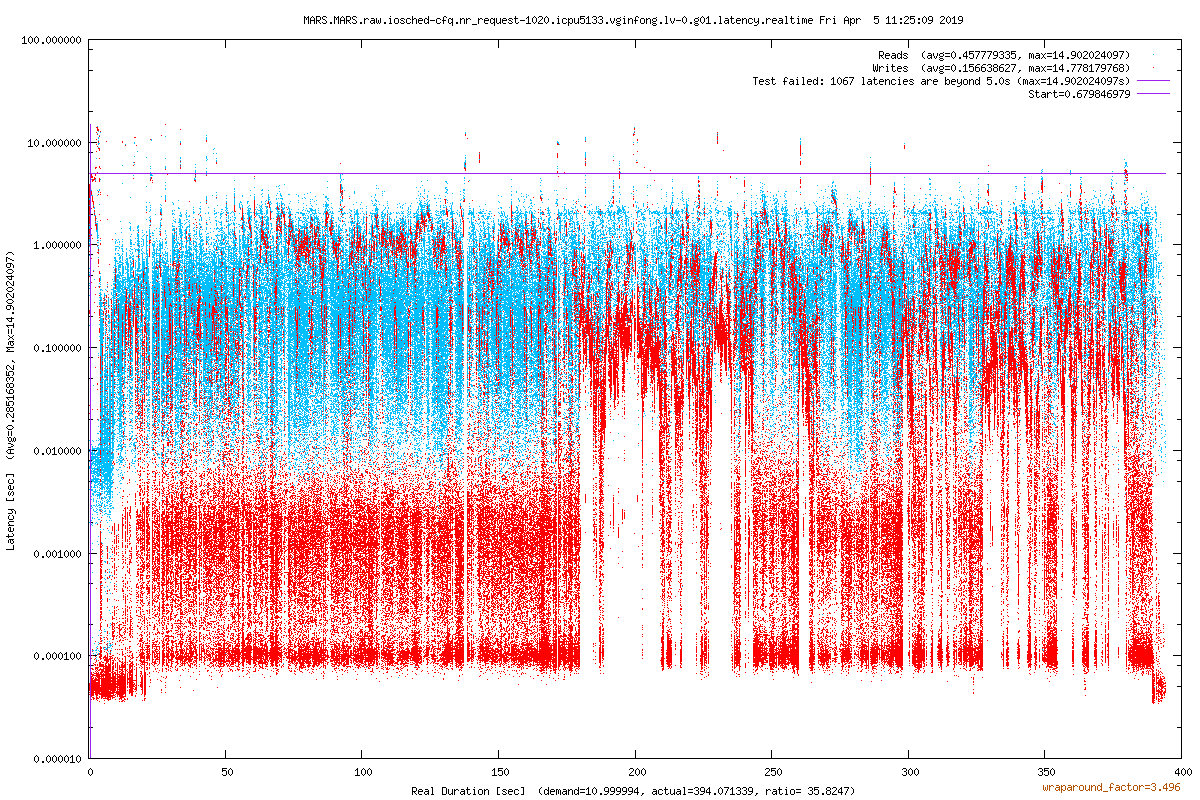 MARS.MARS.raw.iosched-cfq.nr_request-1020.icpu5133.vginfong.lv-0.g01.latency.realtime Fri Apr  5 11:25:09 2019
100.000000
Reads  (avg=0.457779335, max=14.902024097)
Writes  (avg=0.156638627, max=14.778179768)
Test failed: 1067 latencies are beyond 5.0s (max=14.902024097s)
Start=0.679846979
10.000000
1.000000
0.100000
0.010000
0.001000
0.000100
0.000010
Latency [sec]  (Avg=0.285168352, Max=14.902024097)
0
50
100
150
200
250
300
350
400
Real Duration [sec]  (demand=10.999994, actual=394.071339, ratio= 35.8247)
wraparound_factor=3.496